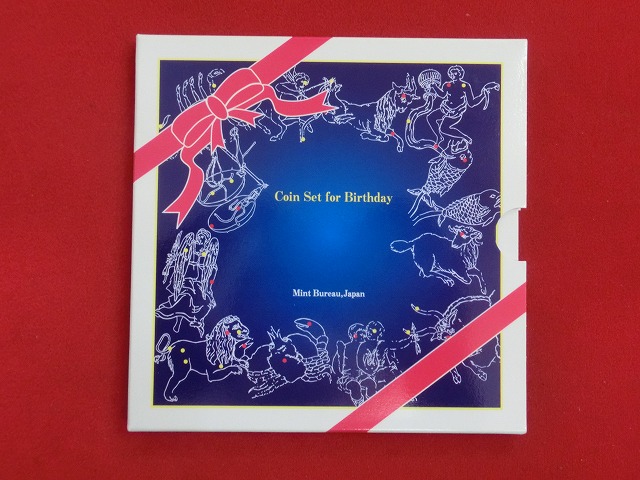 Coin Set for Birthday
Mint Bureau,Japan